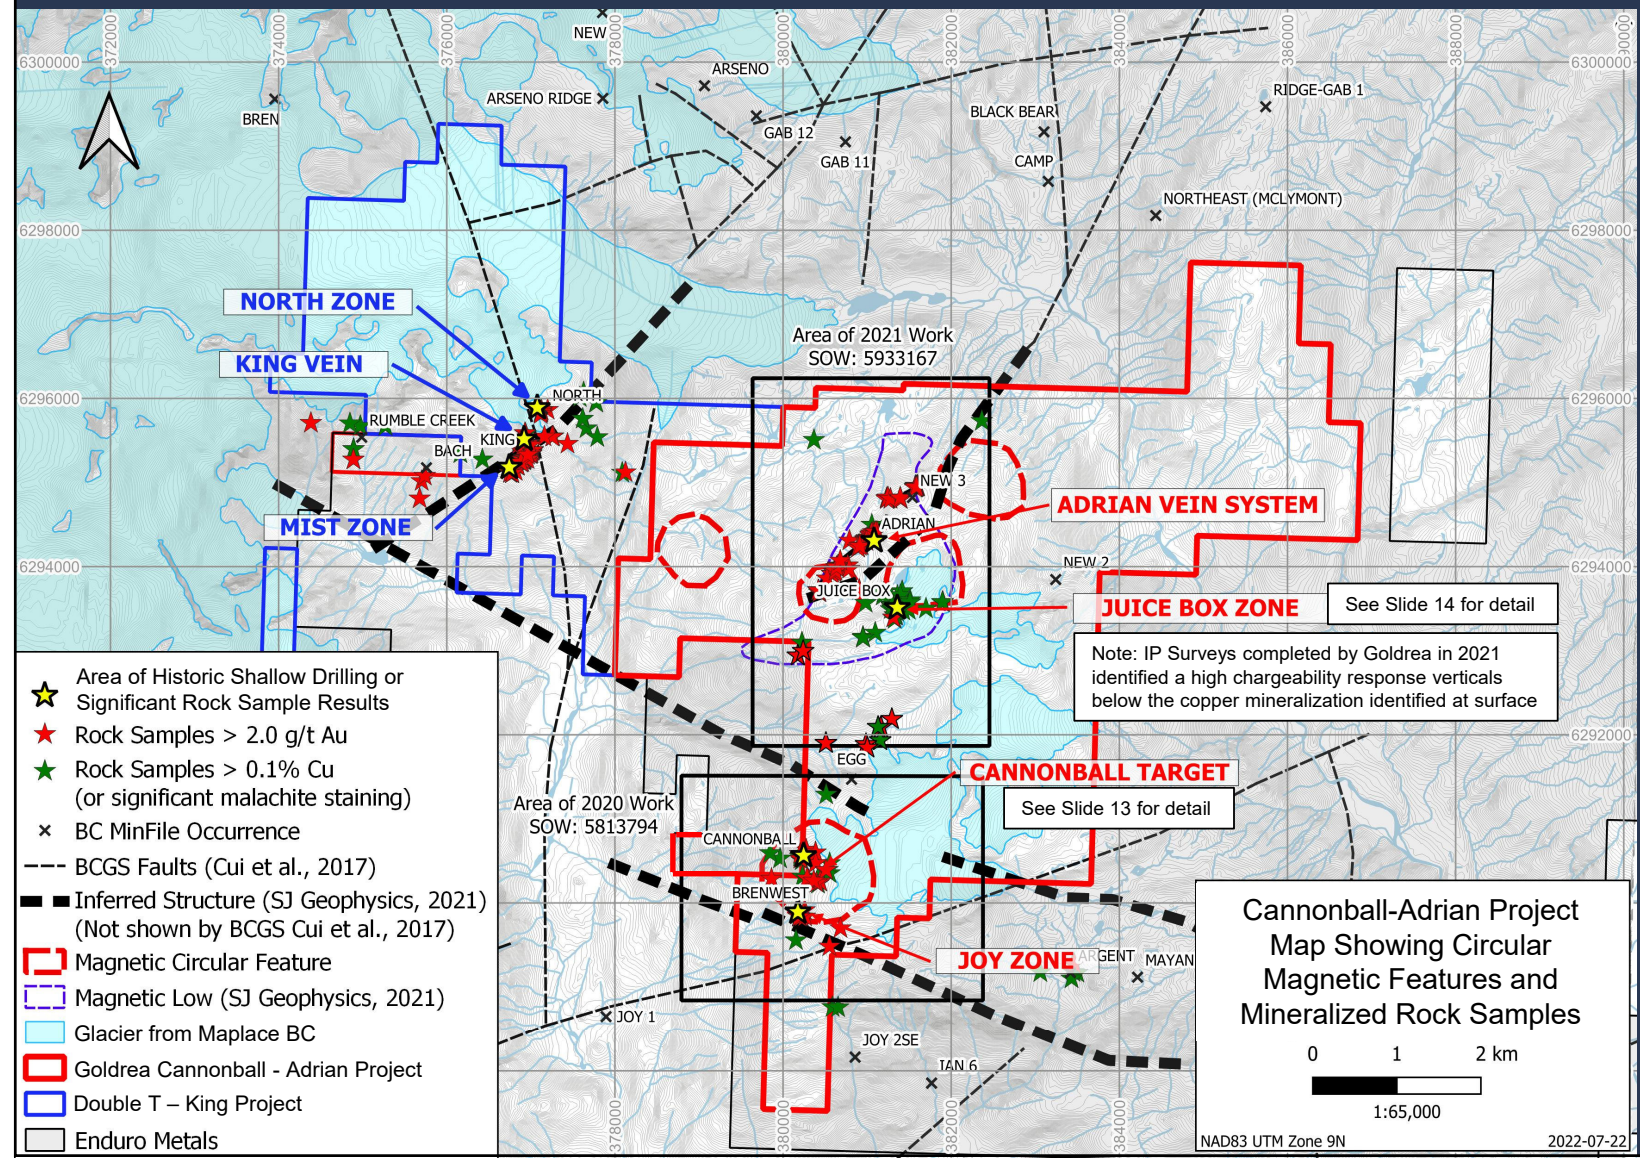 372000
374000
376000
378000
380000
382000
384000
386000
388000
6300000
6300000
NEW
ARSENO
ARSENO RIDGE
BREN
GAB 12
GAB 11
BLACK BEAR
CAMP
RIDGE-GAB 1
NORTHEAST (MCLYMONT)
6298000
6298000
NORTH ZONE
KING VEIN
Area of 2021 Work
SOW: 5933167
6296000
6296000
NORTH
RUMBLE CREEK
KING
BACH
MIST ZONE
NEW 3
ADRIAN
ADRIAN VEIN SYSTEM
6294000
6294000
NEW 2
JUICE BOX
JUICE BOX ZONE
See Slide 14 for detail
Note: IP Surveys completed by Goldrea in 2021
identified a high chargeability response verticals
below the copper mineralization identified at surface
6292000
EGG
CANNONBALL TARGET
See Slide 13 for detail
Area of 2020 Work
SOW: 5813794
CANNONBALL
BRENWEST
JOY ZONE
ARGENT
MAYAN
JOY 1
JOY 2SE
IAN 6
378000
380000
382000
384000
Area of Historic Shallow Drilling or
Significant Rock Sample Results
Rock Samples > 2.0 g/t Au
Rock Samples > 0.1% Cu
(or significant malachite staining)
BC MinFile Occurrence
BCGS Faults (Cui et al., 2017)
Inferred Structure (SJ Geophysics, 2021)
(Not shown by BCGS Cui et al., 2017)
Magnetic Circular Feature
Magnetic Low (SJ Geophysics, 2021)
Glacier from Maplace BC
Goldrea Cannonball - Adrian Project
Double T – King Project
Enduro Metals
Cannonball-Adrian Project
Map Showing Circular
Magnetic Features and
Mineralized Rock Samples
0 1 2 km
1:65,000
NAD83 UTM Zone 9N
2022-07-22